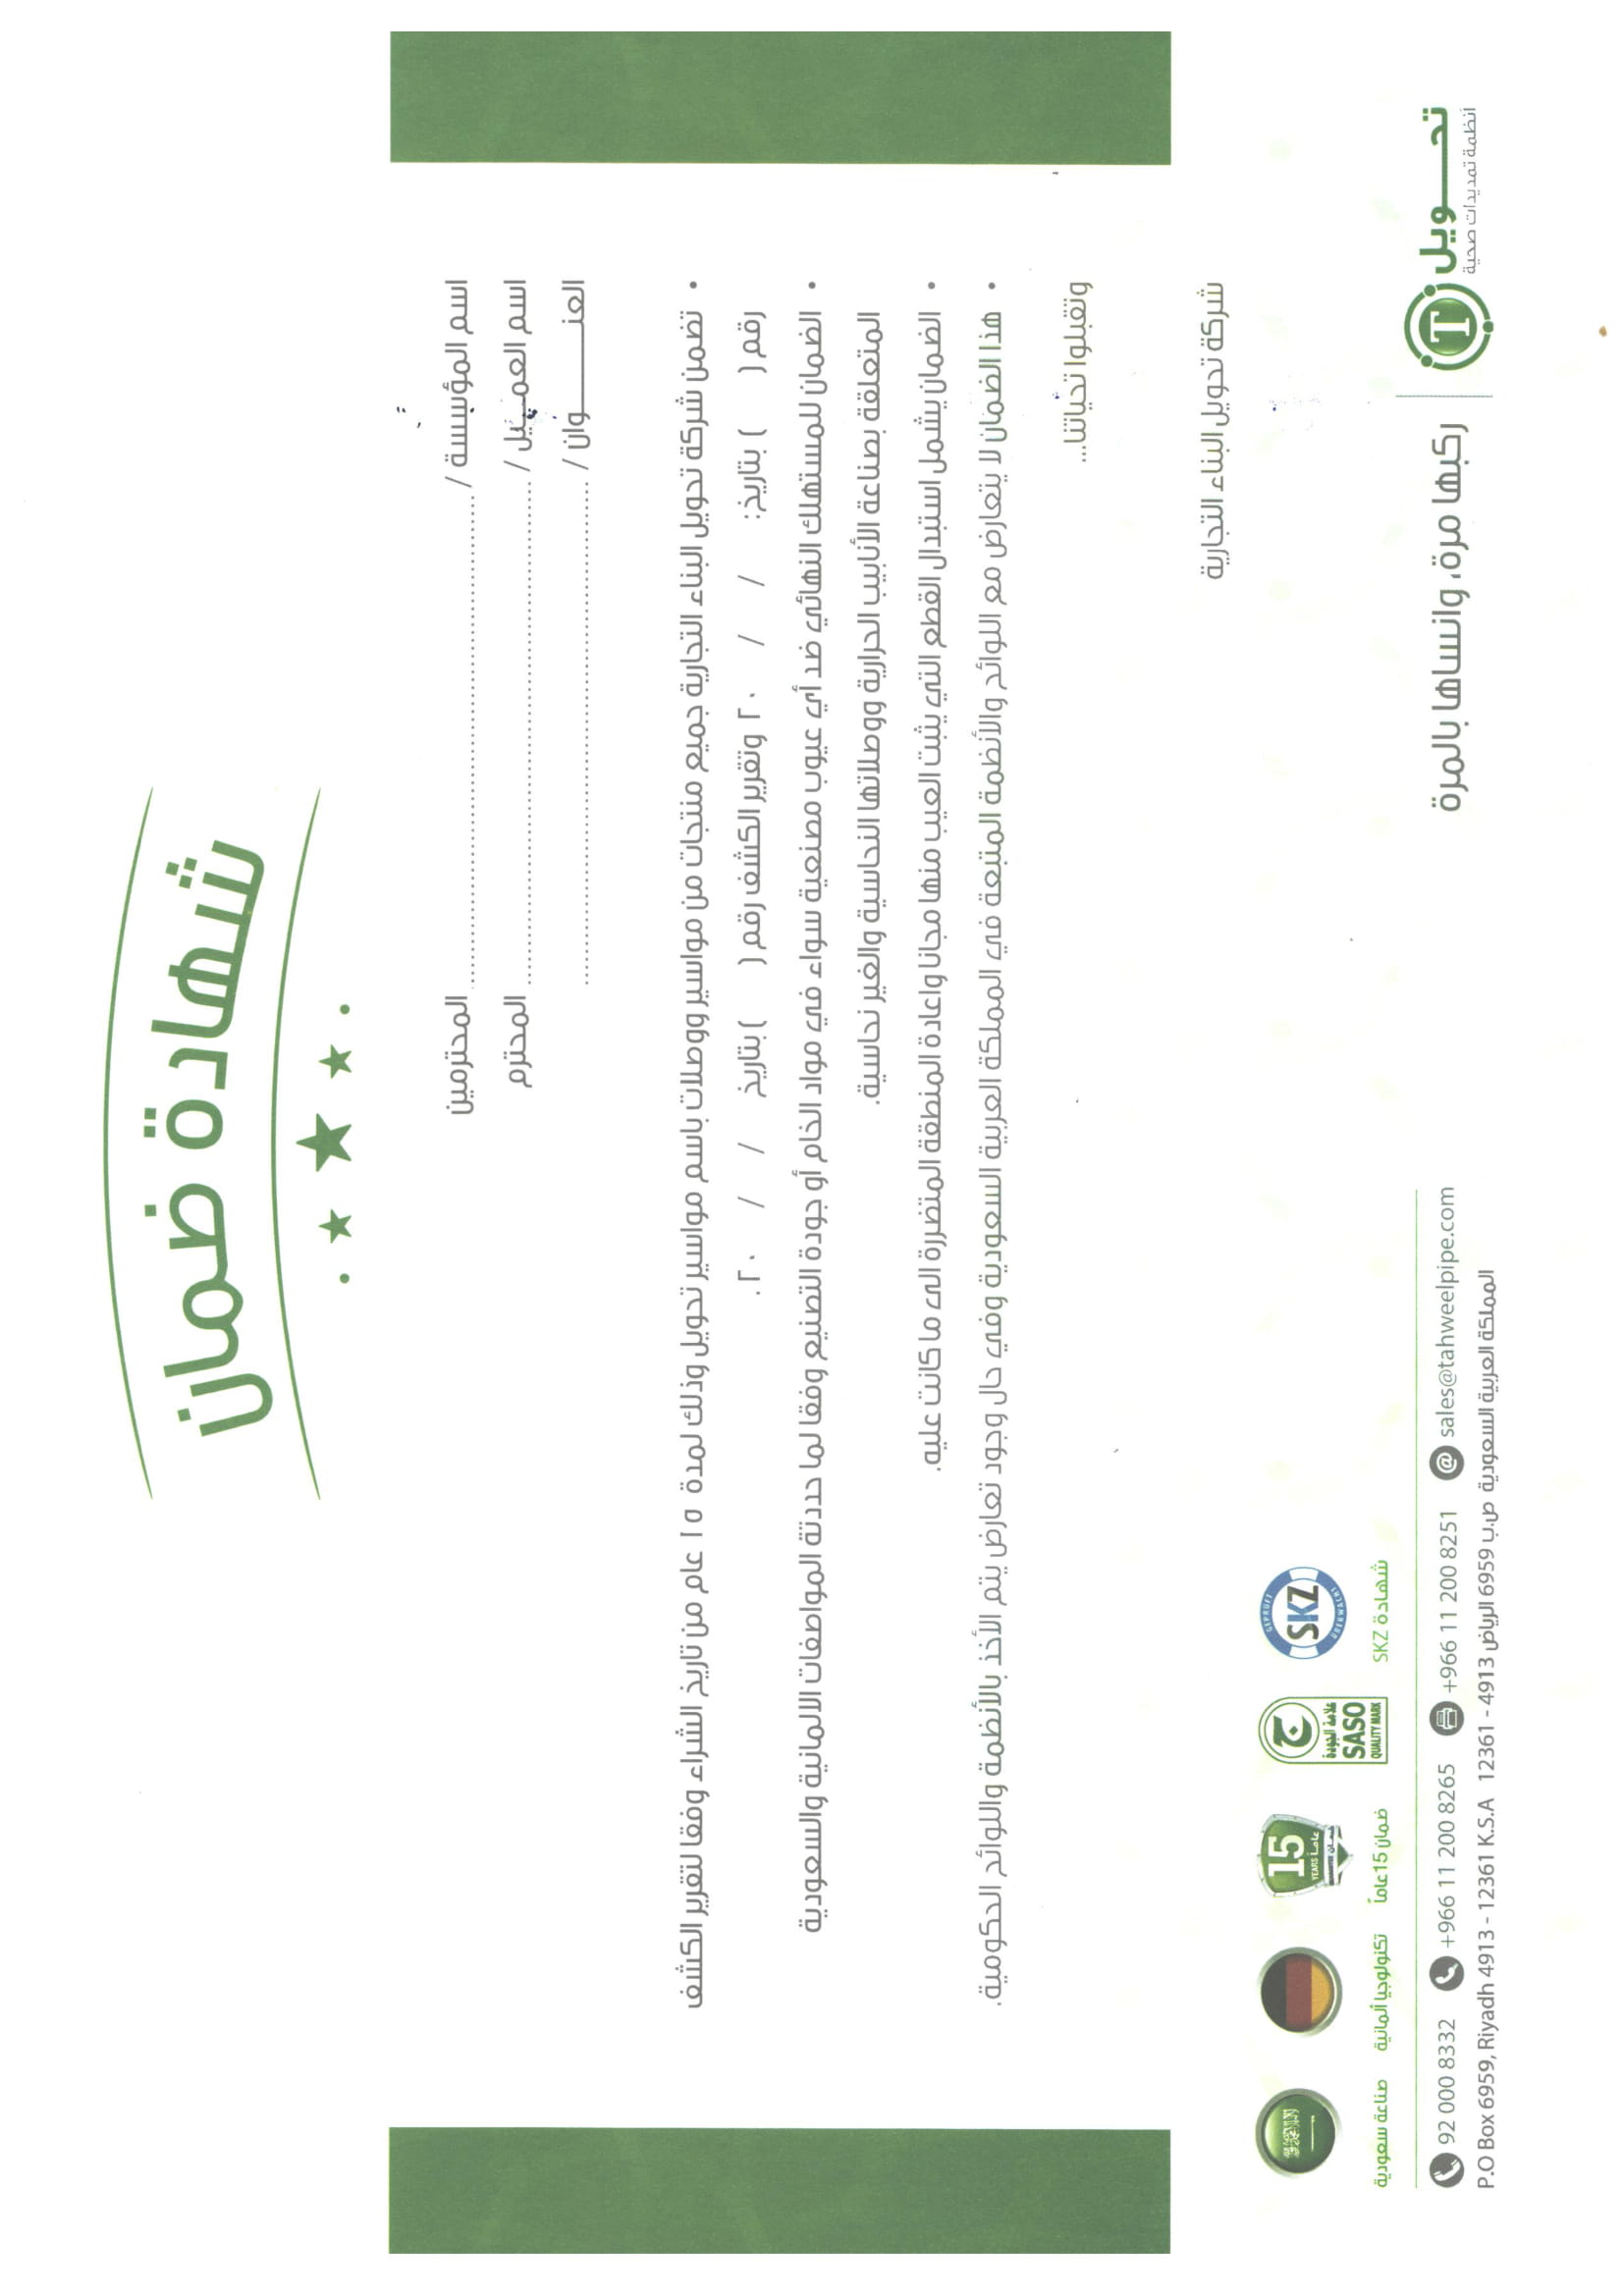 شهادة ضمان
اسم المؤسسة / ........................................ المحترمين
اسم العمـــيل / ........................................ المحترم
العنـــــــــوان / ........................................
• تضمن شركة تحويل البناء التجارية جميع منتجات من مواسير ووصلات باسم مواسير تحويل وذلك لمدة ١٥ عام من تاريخ الشراء وفقا لتقرير الكشف
رقم ( ) بتاريخ: / / ٢٠ وتقرير الكشف رقم ( ) بتاريخ / / ٢٠ .
• الضمان للمستهلك النهائي ضد أي عيوب مصنعية سواء في مواد الخام أو جودة التصنيع وفقا لما حددتة المواصفات الالمانية والسعودية
المتعلقة بصناعة الأنابيب الحرارية ووصلاتها النحاسية والغير نحاسية.
• الضمان يشمل استبدال القطع التي يثبت العيب منها مجانا واعادة المنطقة المتضررة الى ما كانت عليه.
• هذا الضمان لا يتعارض مع اللوائح والأنظمة المتبعة في المملكة العربية السعودية وفي حال وجود تعارض يتم الأخذ بالأنظمة واللوائح الحكومية.
وتقبلوا تحياتنا...
شركة تحويل البناء التجارية
GEPRÜFT
SKZ
ÜBERWACHT
شهادة SKZ
علامة الجودة
SASO
QUALITY MARK
15
YEARS عاماً
GUARANTEE ضمان
ضمان 15عاماً
تكنولوجيا ألمانية
صناعة سعودية
92 000 8332 +966 11 200 8265 +966 11 200 8251 @ sales@tahweelpipe.com
P.O Box 6959, Riyadh 4913 - 12361 K.S.A المملكة العربية السعودية ص.ب 6959 الرياض 4913 - 12361
ركبها مرة، وانساها بالمرة
T
تحـــــويل
أنظمة تمديدات صحية